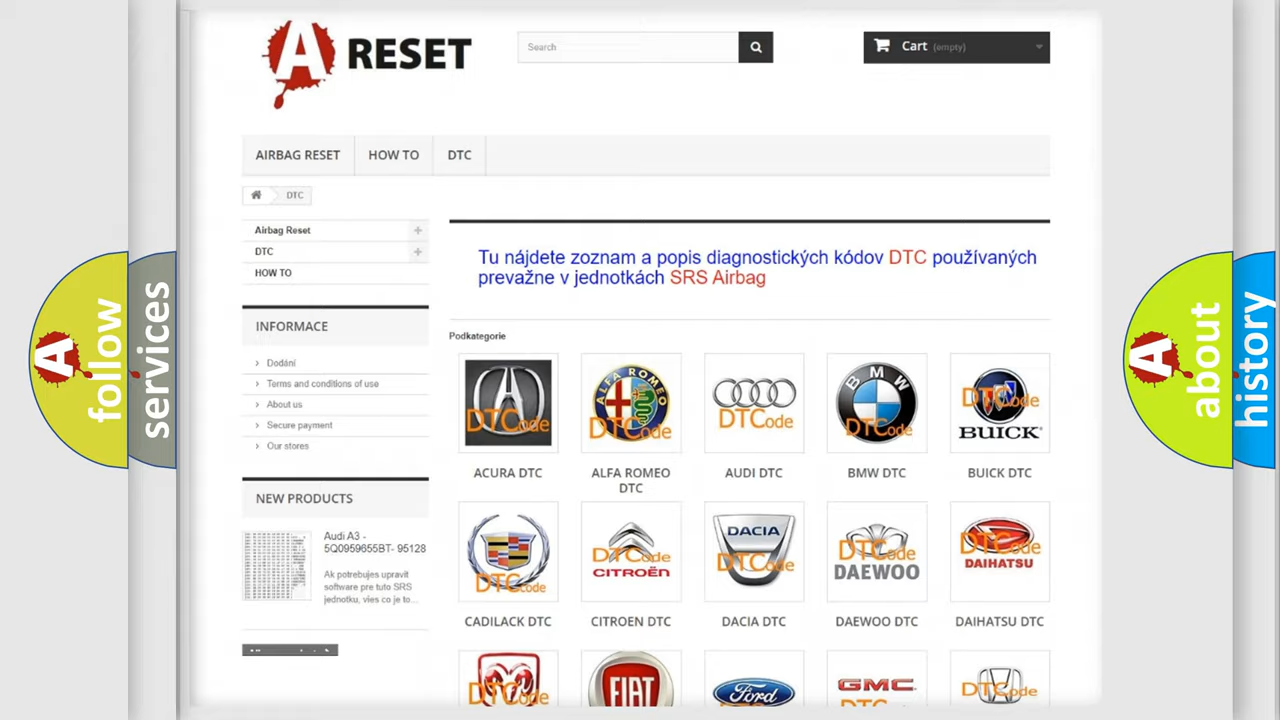 A RESET
Search
Cart (empty)
AIRBAG RESET
HOW TO
DTC
DTC
Airbag Reset
DTC
HOW TO
INFORMACE
Dodání
Terms and conditions of use
About us
Secure payment
Our stores
NEW PRODUCTS
Audi A3 -
5Q0959655BT- 95128
Ak potrebujes upravit
software pre tuto SRS
jednotku, vies co je to...
Tu nájdete zoznam a popis diagnostických kódov DTC používaných
prevažne v jednotkách SRS Airbag
Podkategorie
DTCode
ALFA ROMEO
DTCode
DTCode
BMW
DTCode
DTCode
BUICK
ACURA DTC
ALFA ROMEO
DTC
AUDI DTC
BMW DTC
BUICK DTC
DTCode
DTCode
CITROËN
DACIA
DTCode
DTCode
DAEWOO
DTCode
DAIHATSU
CADILACK DTC
CITROEN DTC
DACIA DTC
DAEWOO DTC
DAIHATSU DTC
DTCode
FIAT
Ford
GMC
DTCode
A follow
services
A about
history